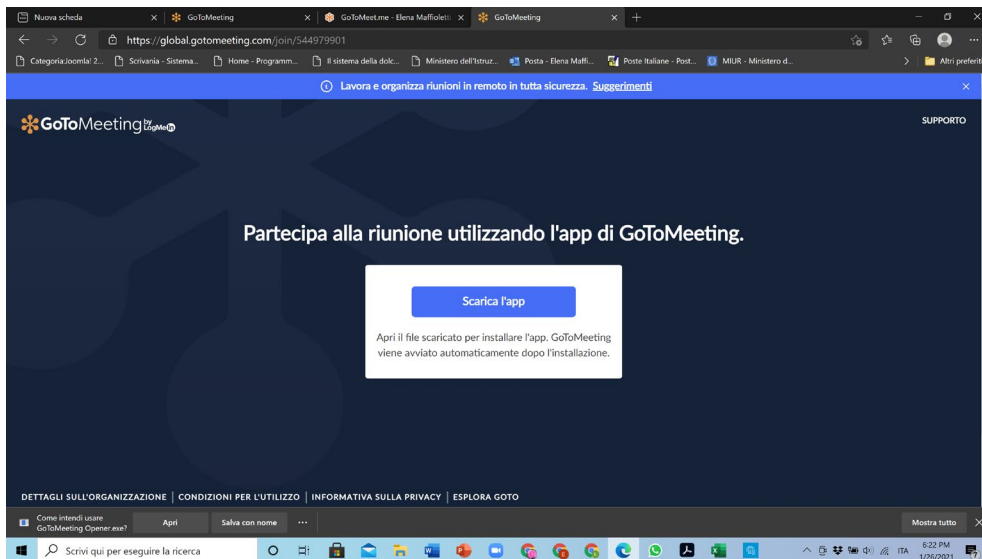 Nuova scheda
GoToMeeting
GoToMeet.me - Elena Maffioletti
GoToMeeting
https://global.gotomeeting.com/join/544979901
Categoria:Joomla! 2...
Scrivania - Sistema...
Home - Programm...
Il sistema della dolc...
Ministero dell'Istruz...
Posta - Elena Maffi...
Poste Italiane - Post...
MIUR - Ministero d...
Altri preferiti
Lavora e organizza riunioni in remoto in tutta sicurezza. Suggerimenti
GoToMeeting by LogMeIn
SUPPORTO
Partecipa alla riunione utilizzando l'app di GoToMeeting.
Scarica l'app
Apri il file scaricato per installare l'app. GoToMeeting
viene avviato automaticamente dopo l'installazione.
DETTAGLI SULL'ORGANIZZAZIONE | CONDIZIONI PER L'UTILIZZO | INFORMATIVA SULLA PRIVACY | ESPLORA GOTO
Come intendi usare
GoToMeeting Opener.exe?
Apri
Salva con nome
Mostra tutto
Scrivi qui per eseguire la ricerca
ITA
6:22 PM
1/26/2021